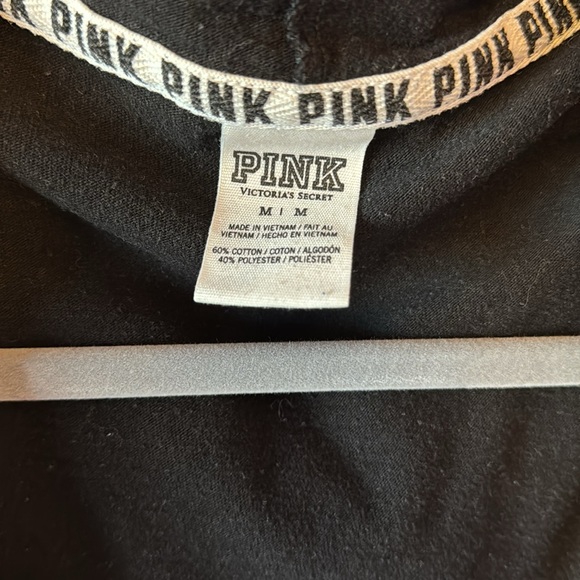 PINK PINK PINK PINK PINK
PINK
VICTORIA'S SECRET
M | M
MADE IN VIETNAM / FAIT AU
VIETNAM / HECHO EN VIETNAM
60% COTTON / COTON / ALGODÓN
40% POLYESTER / POLIÉSTER